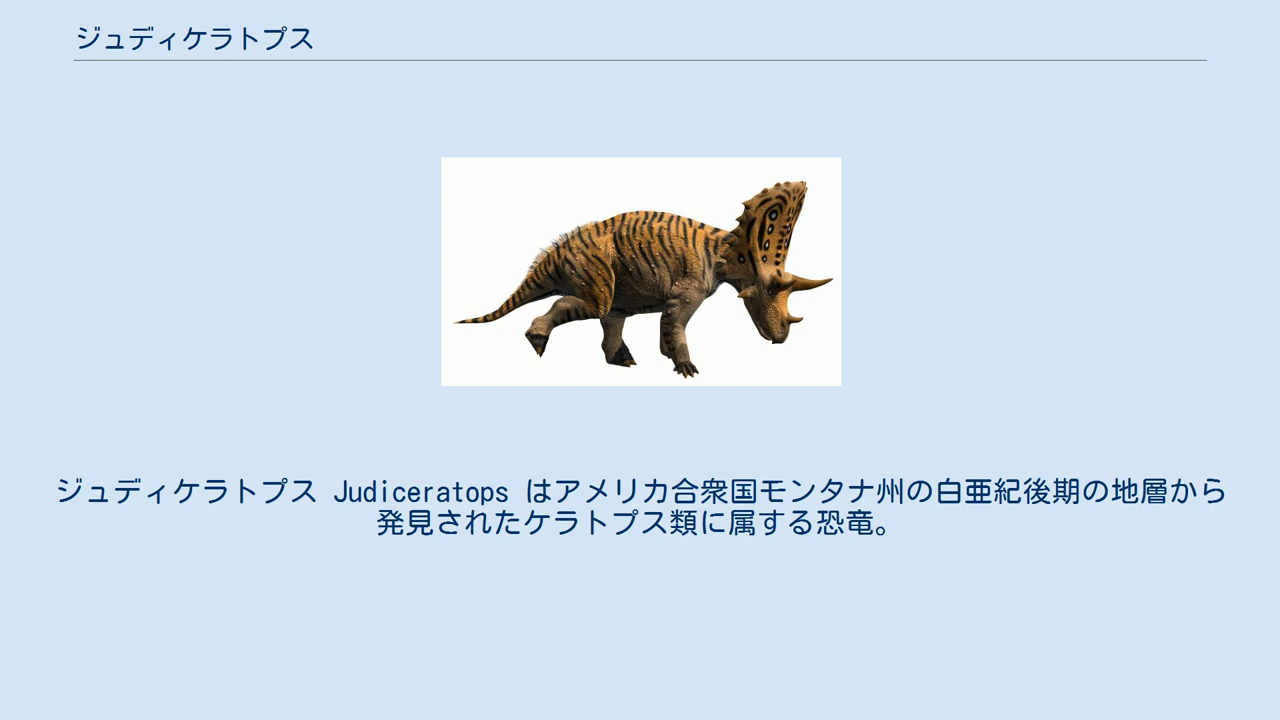 ジュディケラトプス
ジュディケラトプス Judiceratops はアメリカ合衆国モンタナ州の白亜紀後期の地層から
発見されたケラトプス類に属する恐竜。